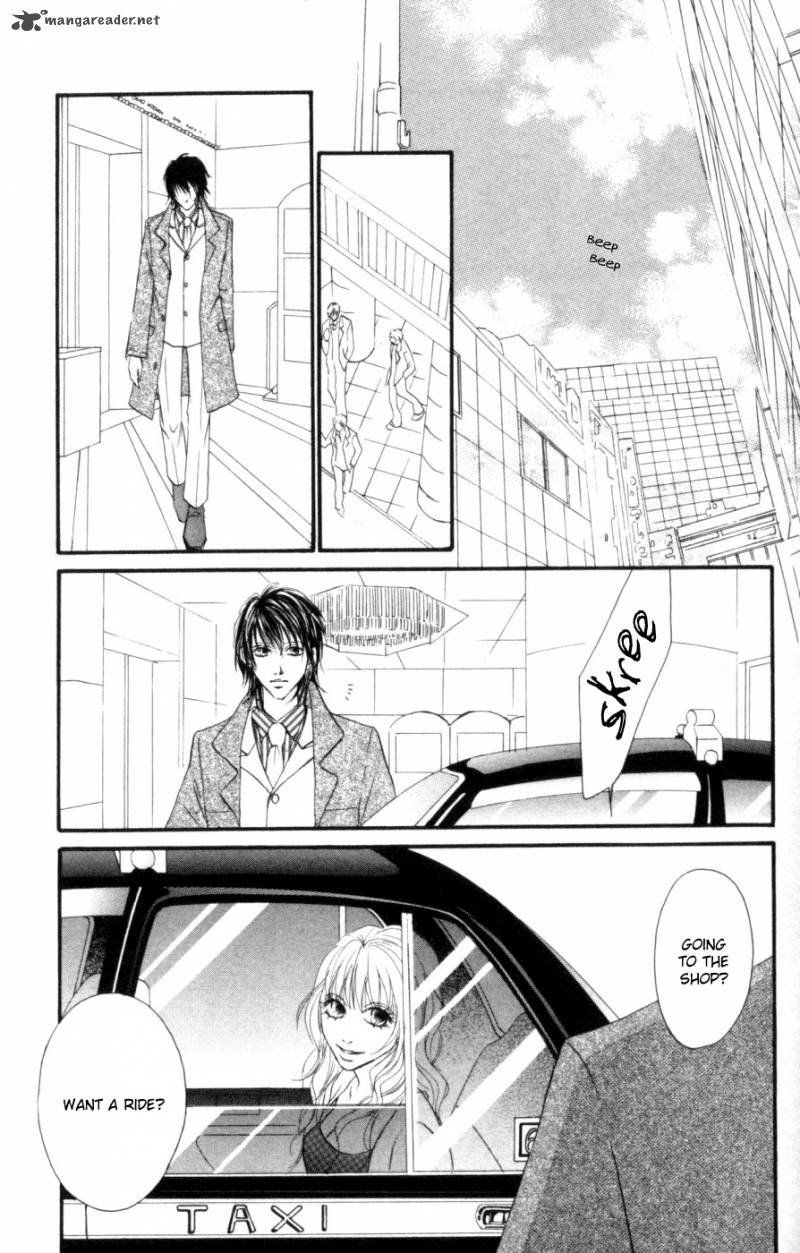 mangareader.net
Beep
Beep
skree
GOING
TO THE
SHOP?
WANT A RIDE?
TAXI